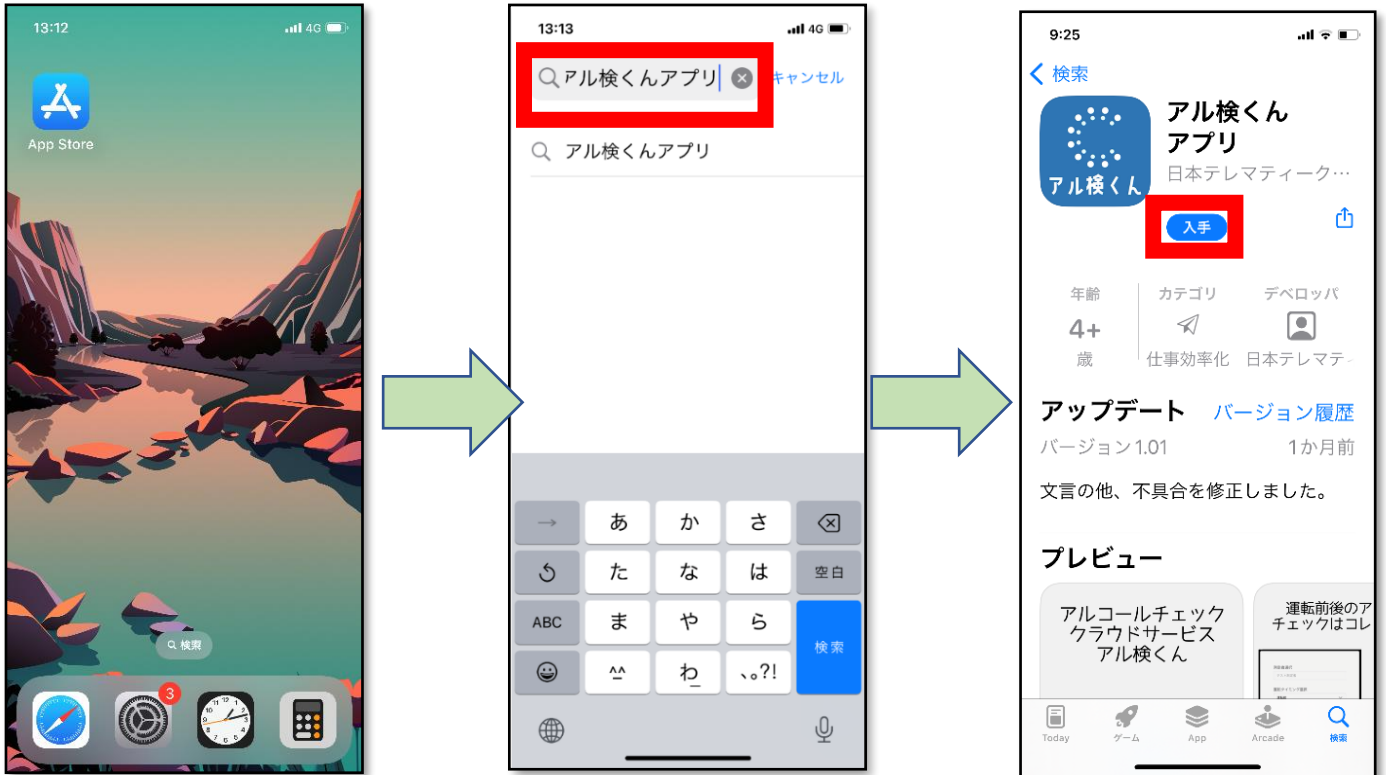 13:12
4G
App Store
検索
3
13:13
4G
アル検くんアプリ
キャンセル
アル検くんアプリ
→
あ
か
さ
た
な
は
空白
ABC
ま
や
ら
検索
^^
わ
、。?!
9:25
検索
アル検くん
アル検くん
アプリ
日本テレマティーク…
入手
年齢
カテゴリ
デベロッパ
4+
歳
仕事効率化
日本テレマテ
アップデート
バージョン履歴
バージョン 1.01
1か月前
文言の他、不具合を修正しました。
プレビュー
アルコールチェック
クラウドサービス
アル検くん
運転前後のア
チェックはコレ
Today
ゲーム
App
Arcade
検索